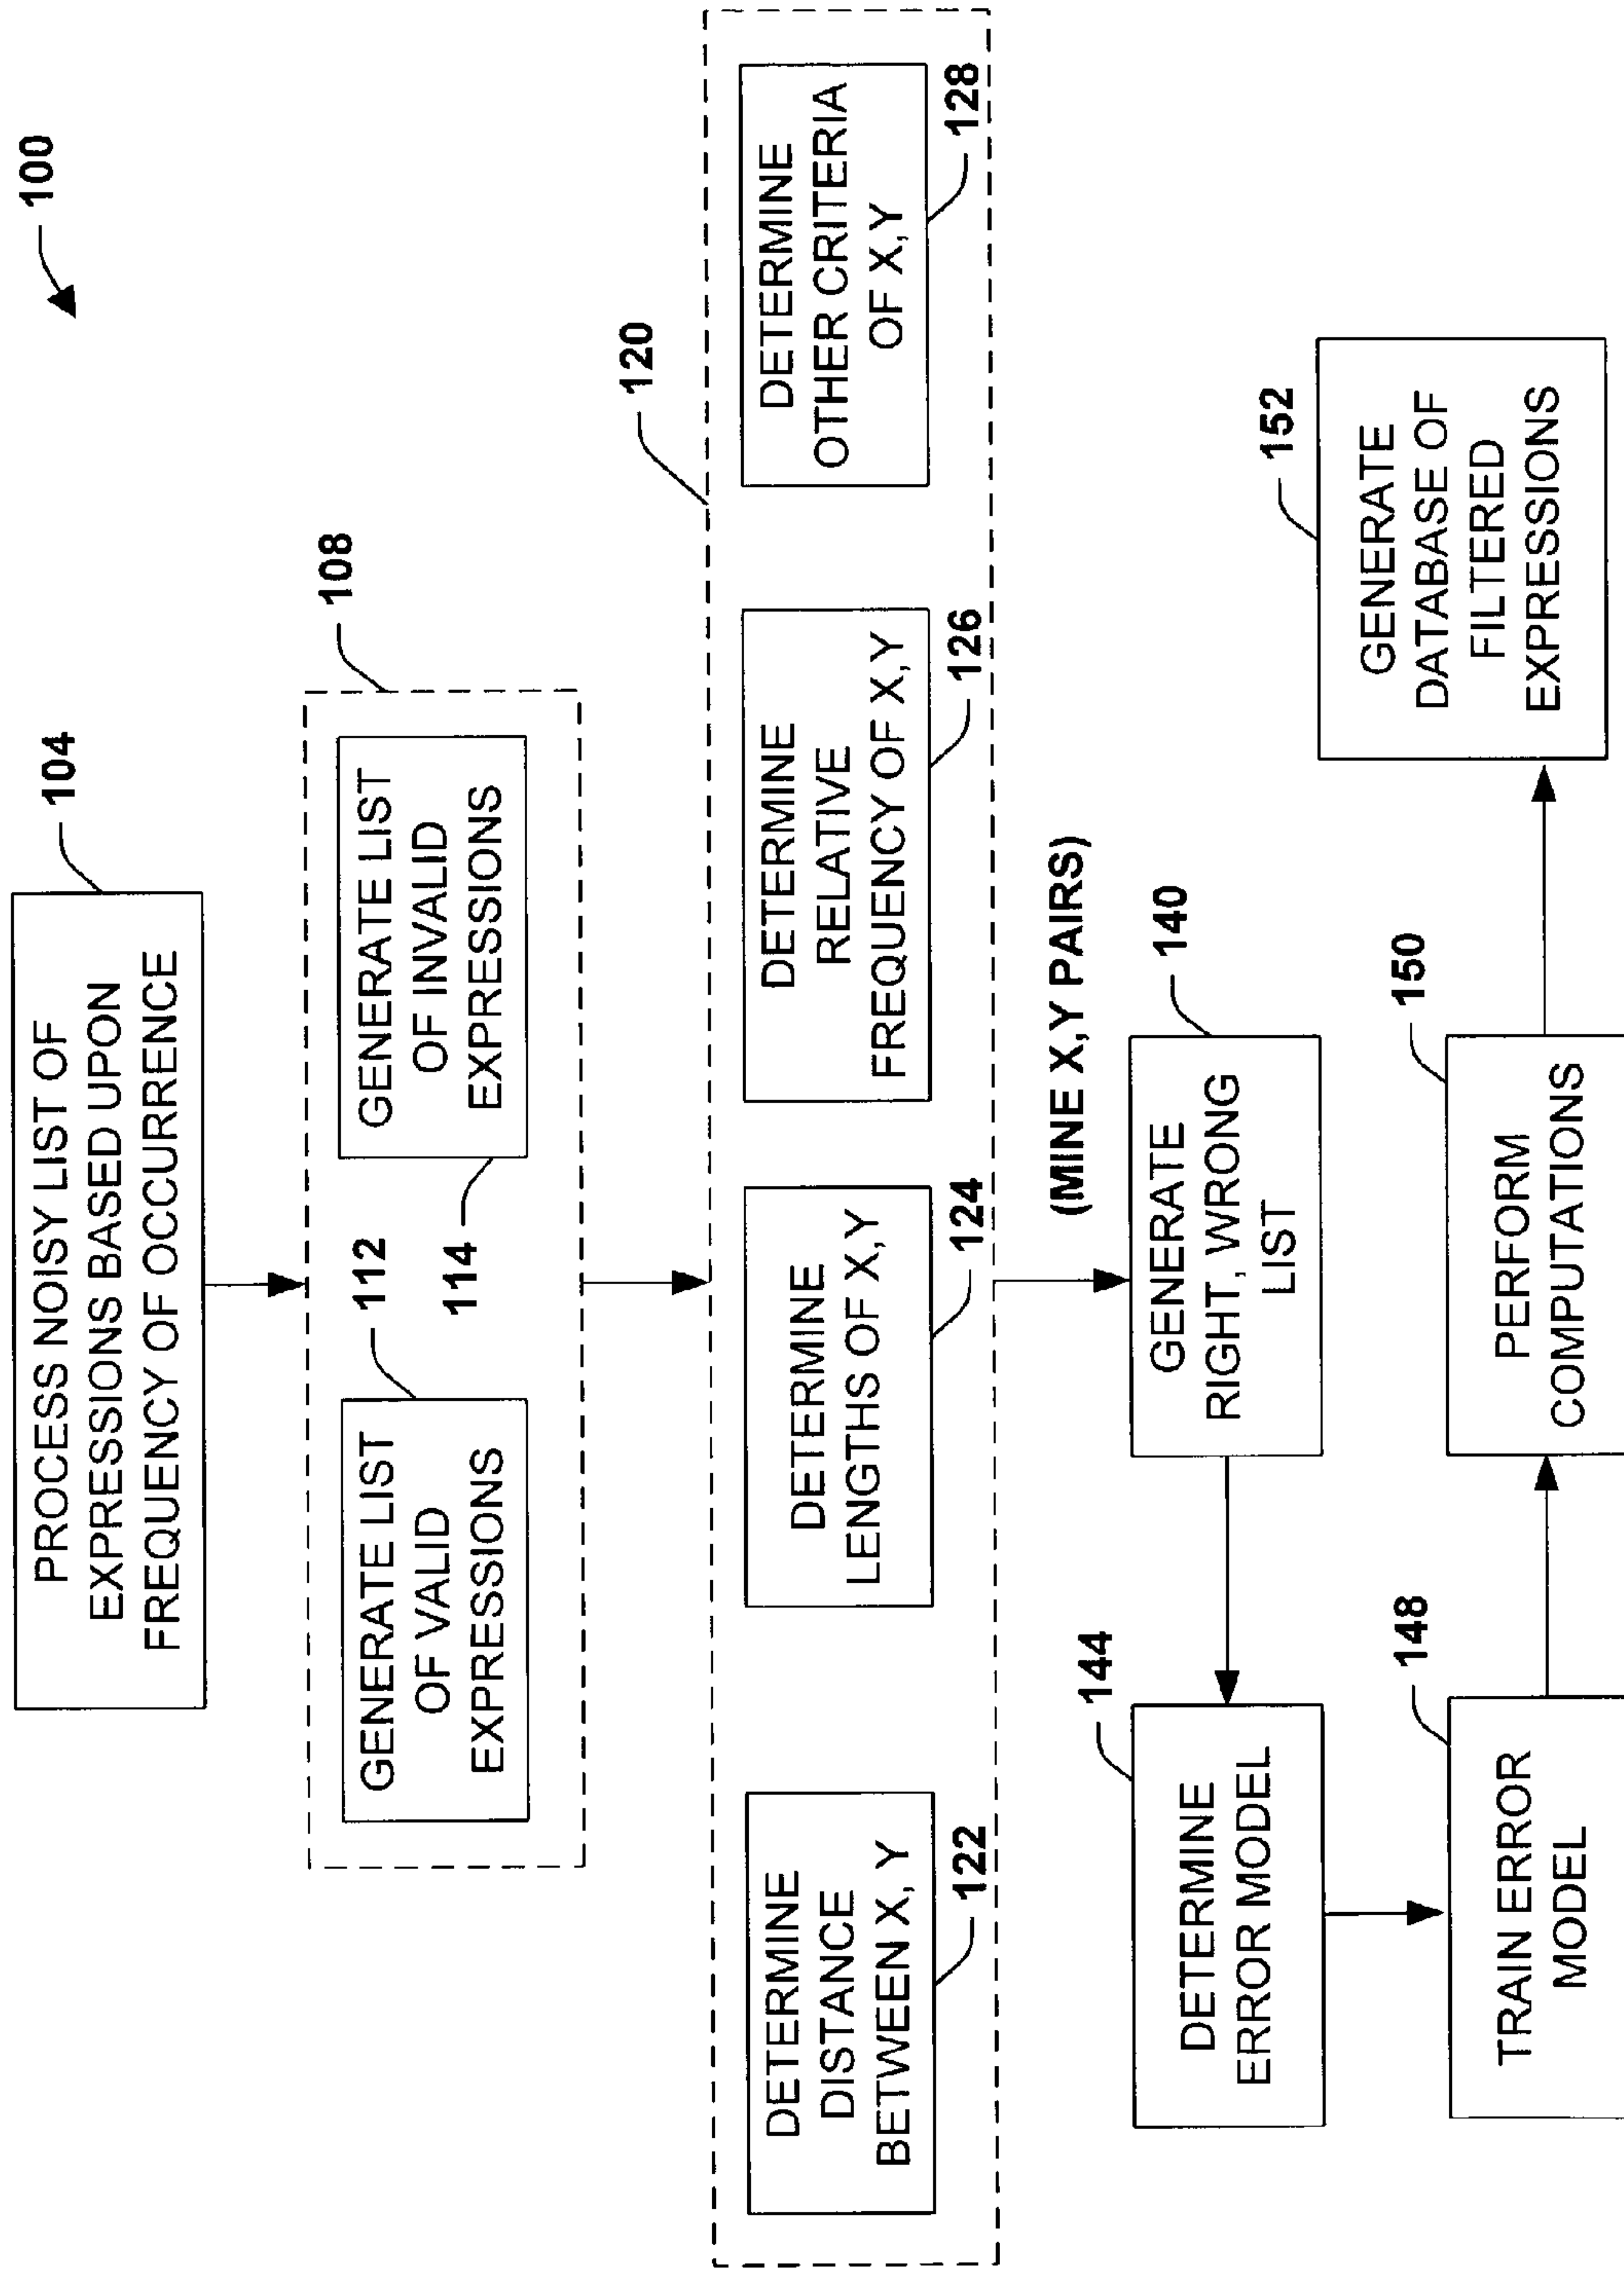 100
PROCESS NOISY LIST OF
EXPRESSIONS BASED UPON
FREQUENCY OF OCCURRENCE
104
108
GENERATE LIST
OF VALID
EXPRESSIONS
112
GENERATE LIST
OF INVALID
EXPRESSIONS
114
120
DETERMINE
DISTANCE
BETWEEN X, Y
122
DETERMINE
LENGTHS OF X,Y
124
DETERMINE
RELATIVE
FREQUENCY OF X,Y
126
DETERMINE
OTHER CRITERIA
OF X,Y
128
(MINE X,Y PAIRS)
GENERATE
RIGHT, WRONG
LIST
140
DETERMINE
ERROR MODEL
144
TRAIN ERROR
MODEL
148
PERFORM
COMPUTATIONS
150
GENERATE
DATABASE OF
FILTERED
EXPRESSIONS
152